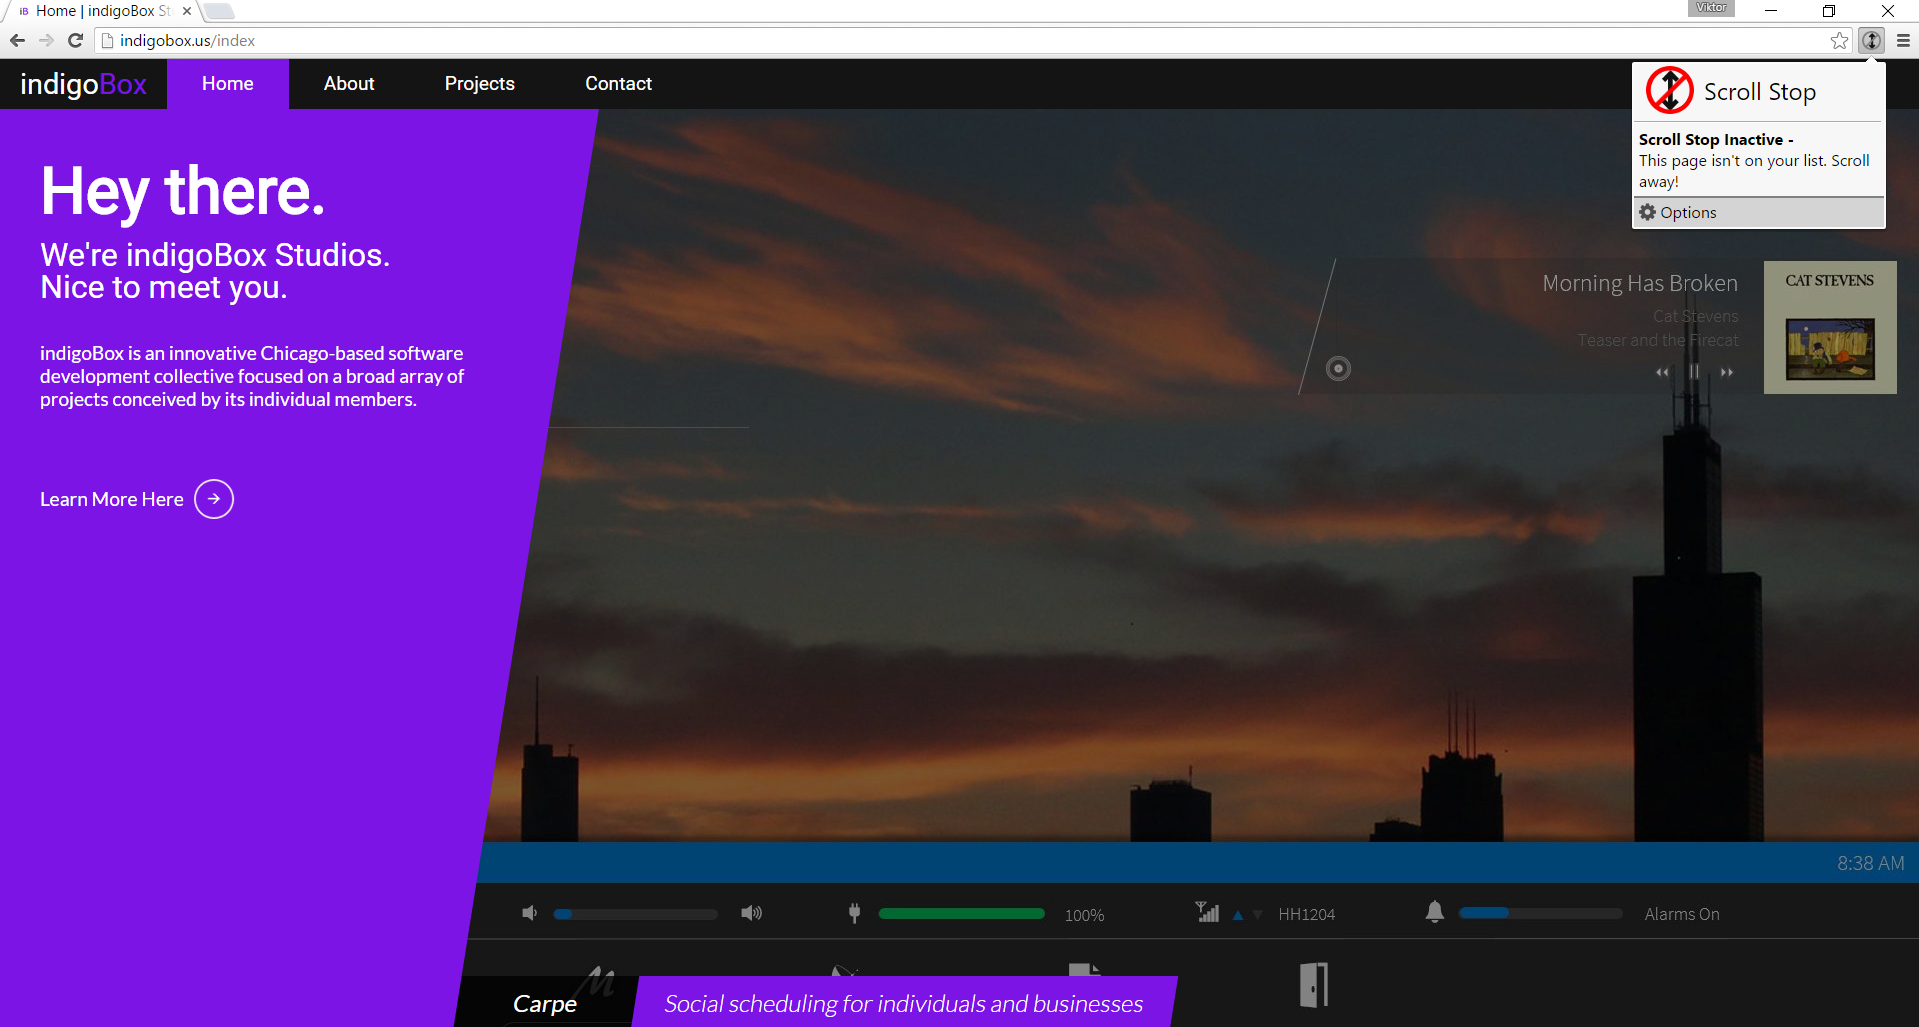 iB Home | indigoBox St
Viktor
indigobox.us/index
indigoBox
Home
About
Projects
Contact
Scroll Stop
Scroll Stop Inactive -
This page isn't on your list. Scroll
away!
Options
Hey there.
We're indigoBox Studios.
Nice to meet you.
indigoBox is an innovative Chicago-based software
development collective focused on a broad array of
projects conceived by its individual members.
Learn More Here
Morning Has Broken
Cat Stevens
Teaser and the Firecat
CAT STEVENS
8:38 AM
100%
HH1204
Alarms On
M
Carpe
Social scheduling for individuals and businesses